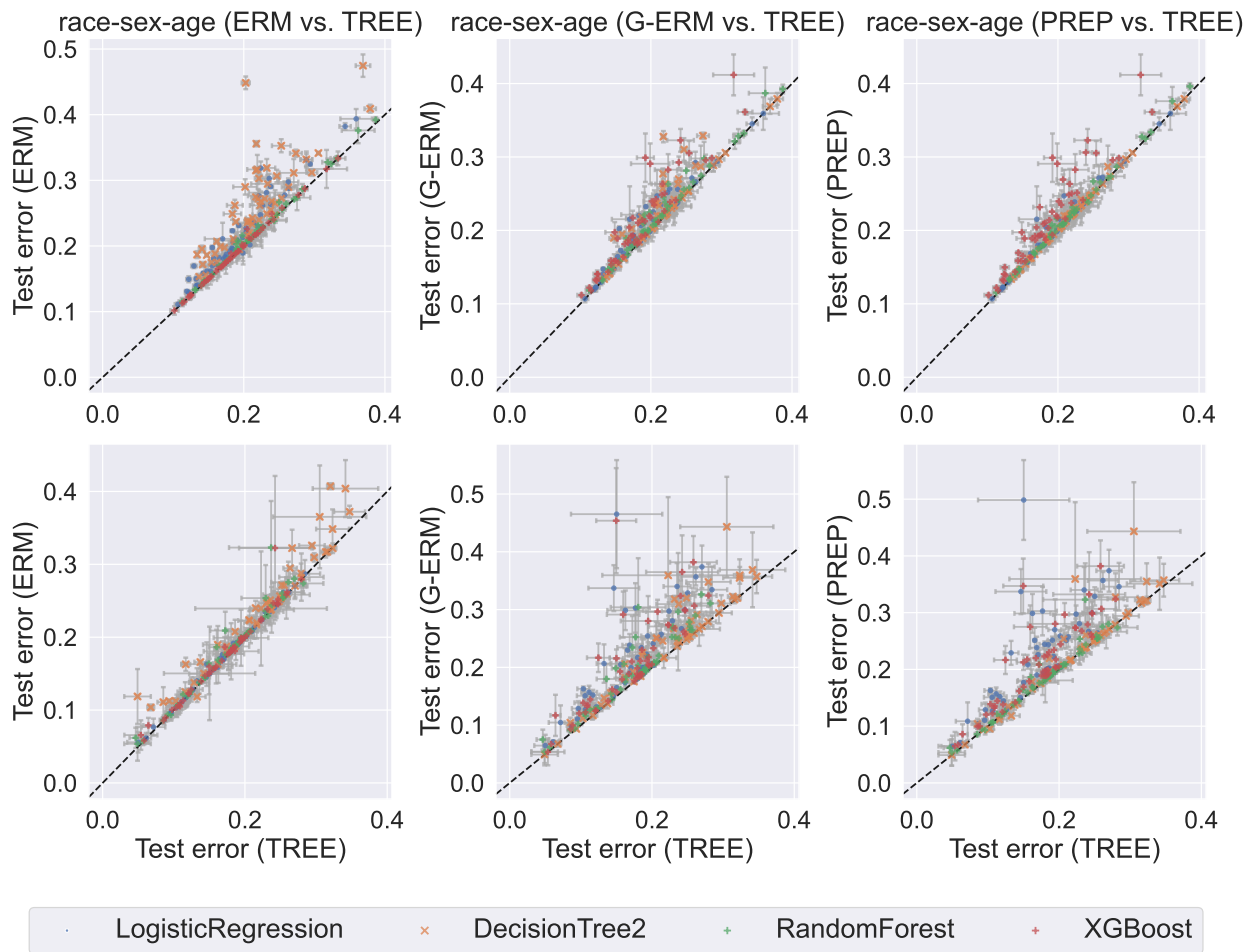 race-sex-age (ERM vs. TREE) race-sex-age (G-ERM vs. TREE) race-sex-age (PREP vs. TREE)
Test error (ERM)
0.5
0.4
0.3
0.2
0.1
0.0
0.0 0.2 0.4
Test error (G-ERM)
0.4
0.3
0.2
0.1
0.0
0.0 0.2 0.4
Test error (PREP)
0.4
0.3
0.2
0.1
0.0
0.0 0.2 0.4
Test error (ERM)
0.4
0.3
0.2
0.1
0.0
0.0 0.2 0.4
Test error (TREE)
Test error (G-ERM)
0.5
0.4
0.3
0.2
0.1
0.0
0.0 0.2 0.4
Test error (TREE)
Test error (PREP)
0.5
0.4
0.3
0.2
0.1
0.0
0.0 0.2 0.4
Test error (TREE)
LogisticRegression DecisionTree2 RandomForest XGBoost